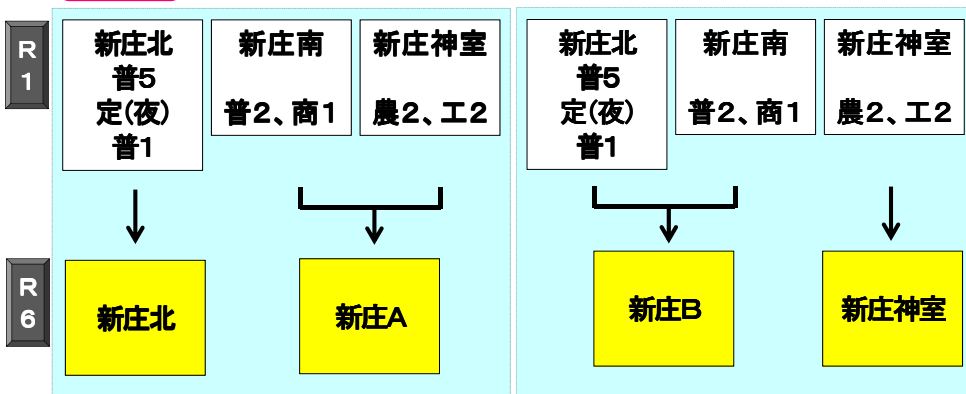 R
1
新庄北
普5
定(夜)
普1
新庄南
普2、商1
新庄神室
農2、工2
新庄北
普5
定(夜)
普1
新庄南
普2、商1
新庄神室
農2、工2
R
6
新庄北
新庄A
新庄B
新庄神室